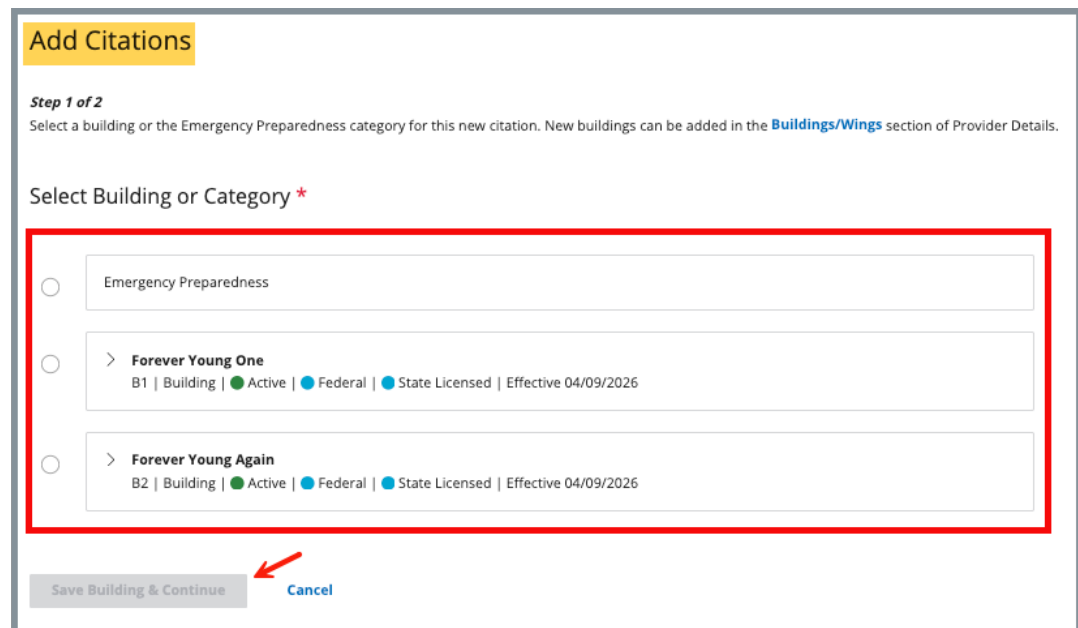 Add Citations
Step 1 of 2
Select a building or the Emergency Preparedness category for this new citation. New buildings can be added in the Buildings/Wings section of Provider Details.
Select Building or Category *
Emergency Preparedness
Forever Young One
B1 | Building | Active | Federal | State Licensed | Effective 04/09/2026
Forever Young Again
B2 | Building | Active | Federal | State Licensed | Effective 04/09/2026
Save Building & Continue Cancel